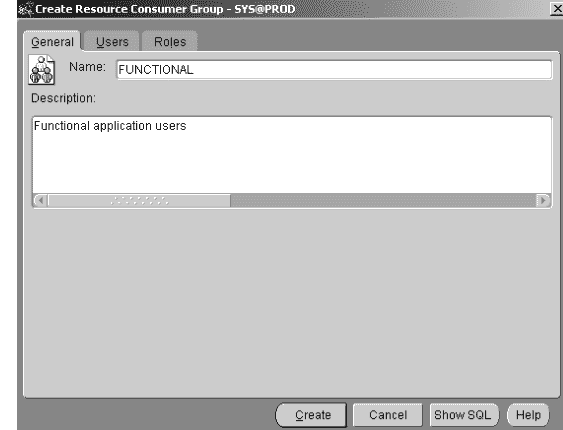 Create Resource Consumer Group - SYS@PROD
General Users Roles
Name: FUNCTIONAL
Description:
Functional application users
Create Cancel Show SQL Help